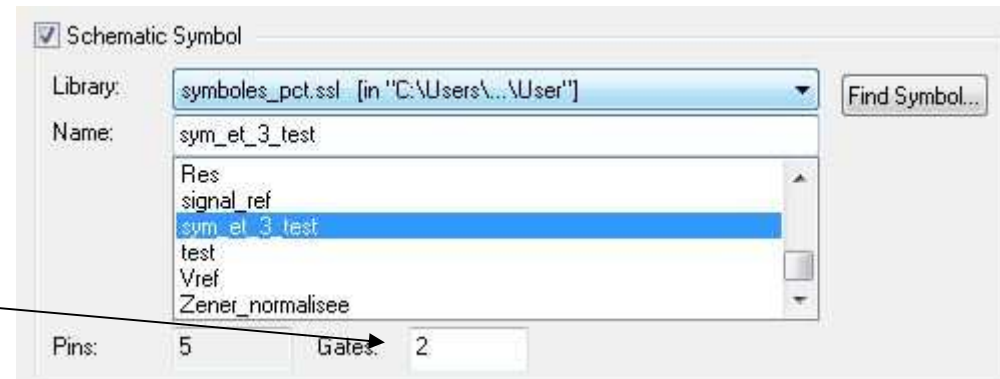 Schematic Symbol
Library: symboles_pct.ssl [in "C:\Users\...\User"] Find Symbol...
Name: sym_et_3_test
Res
signal_ref
sym_et_3_test
test
Vref
Zener_normalisee
Pins: 5 Gates: 2